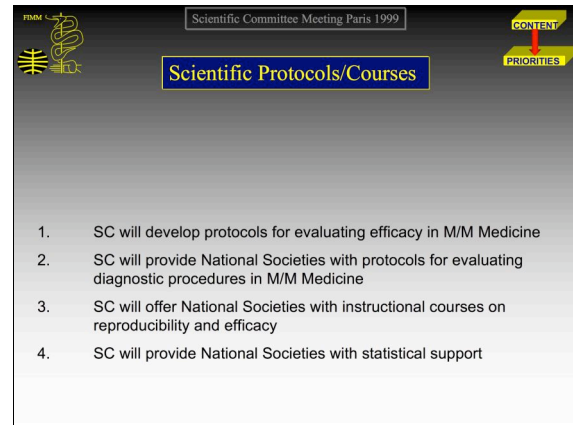 FIMM
Scientific Committee Meeting Paris 1999
CONTENT
PRIORITIES
Scientific Protocols/Courses
1. SC will develop protocols for evaluating efficacy in M/M Medicine
2. SC will provide National Societies with protocols for evaluating
diagnostic procedures in M/M Medicine
3. SC will offer National Societies with instructional courses on
reproducibility and efficacy
4. SC will provide National Societies with statistical support